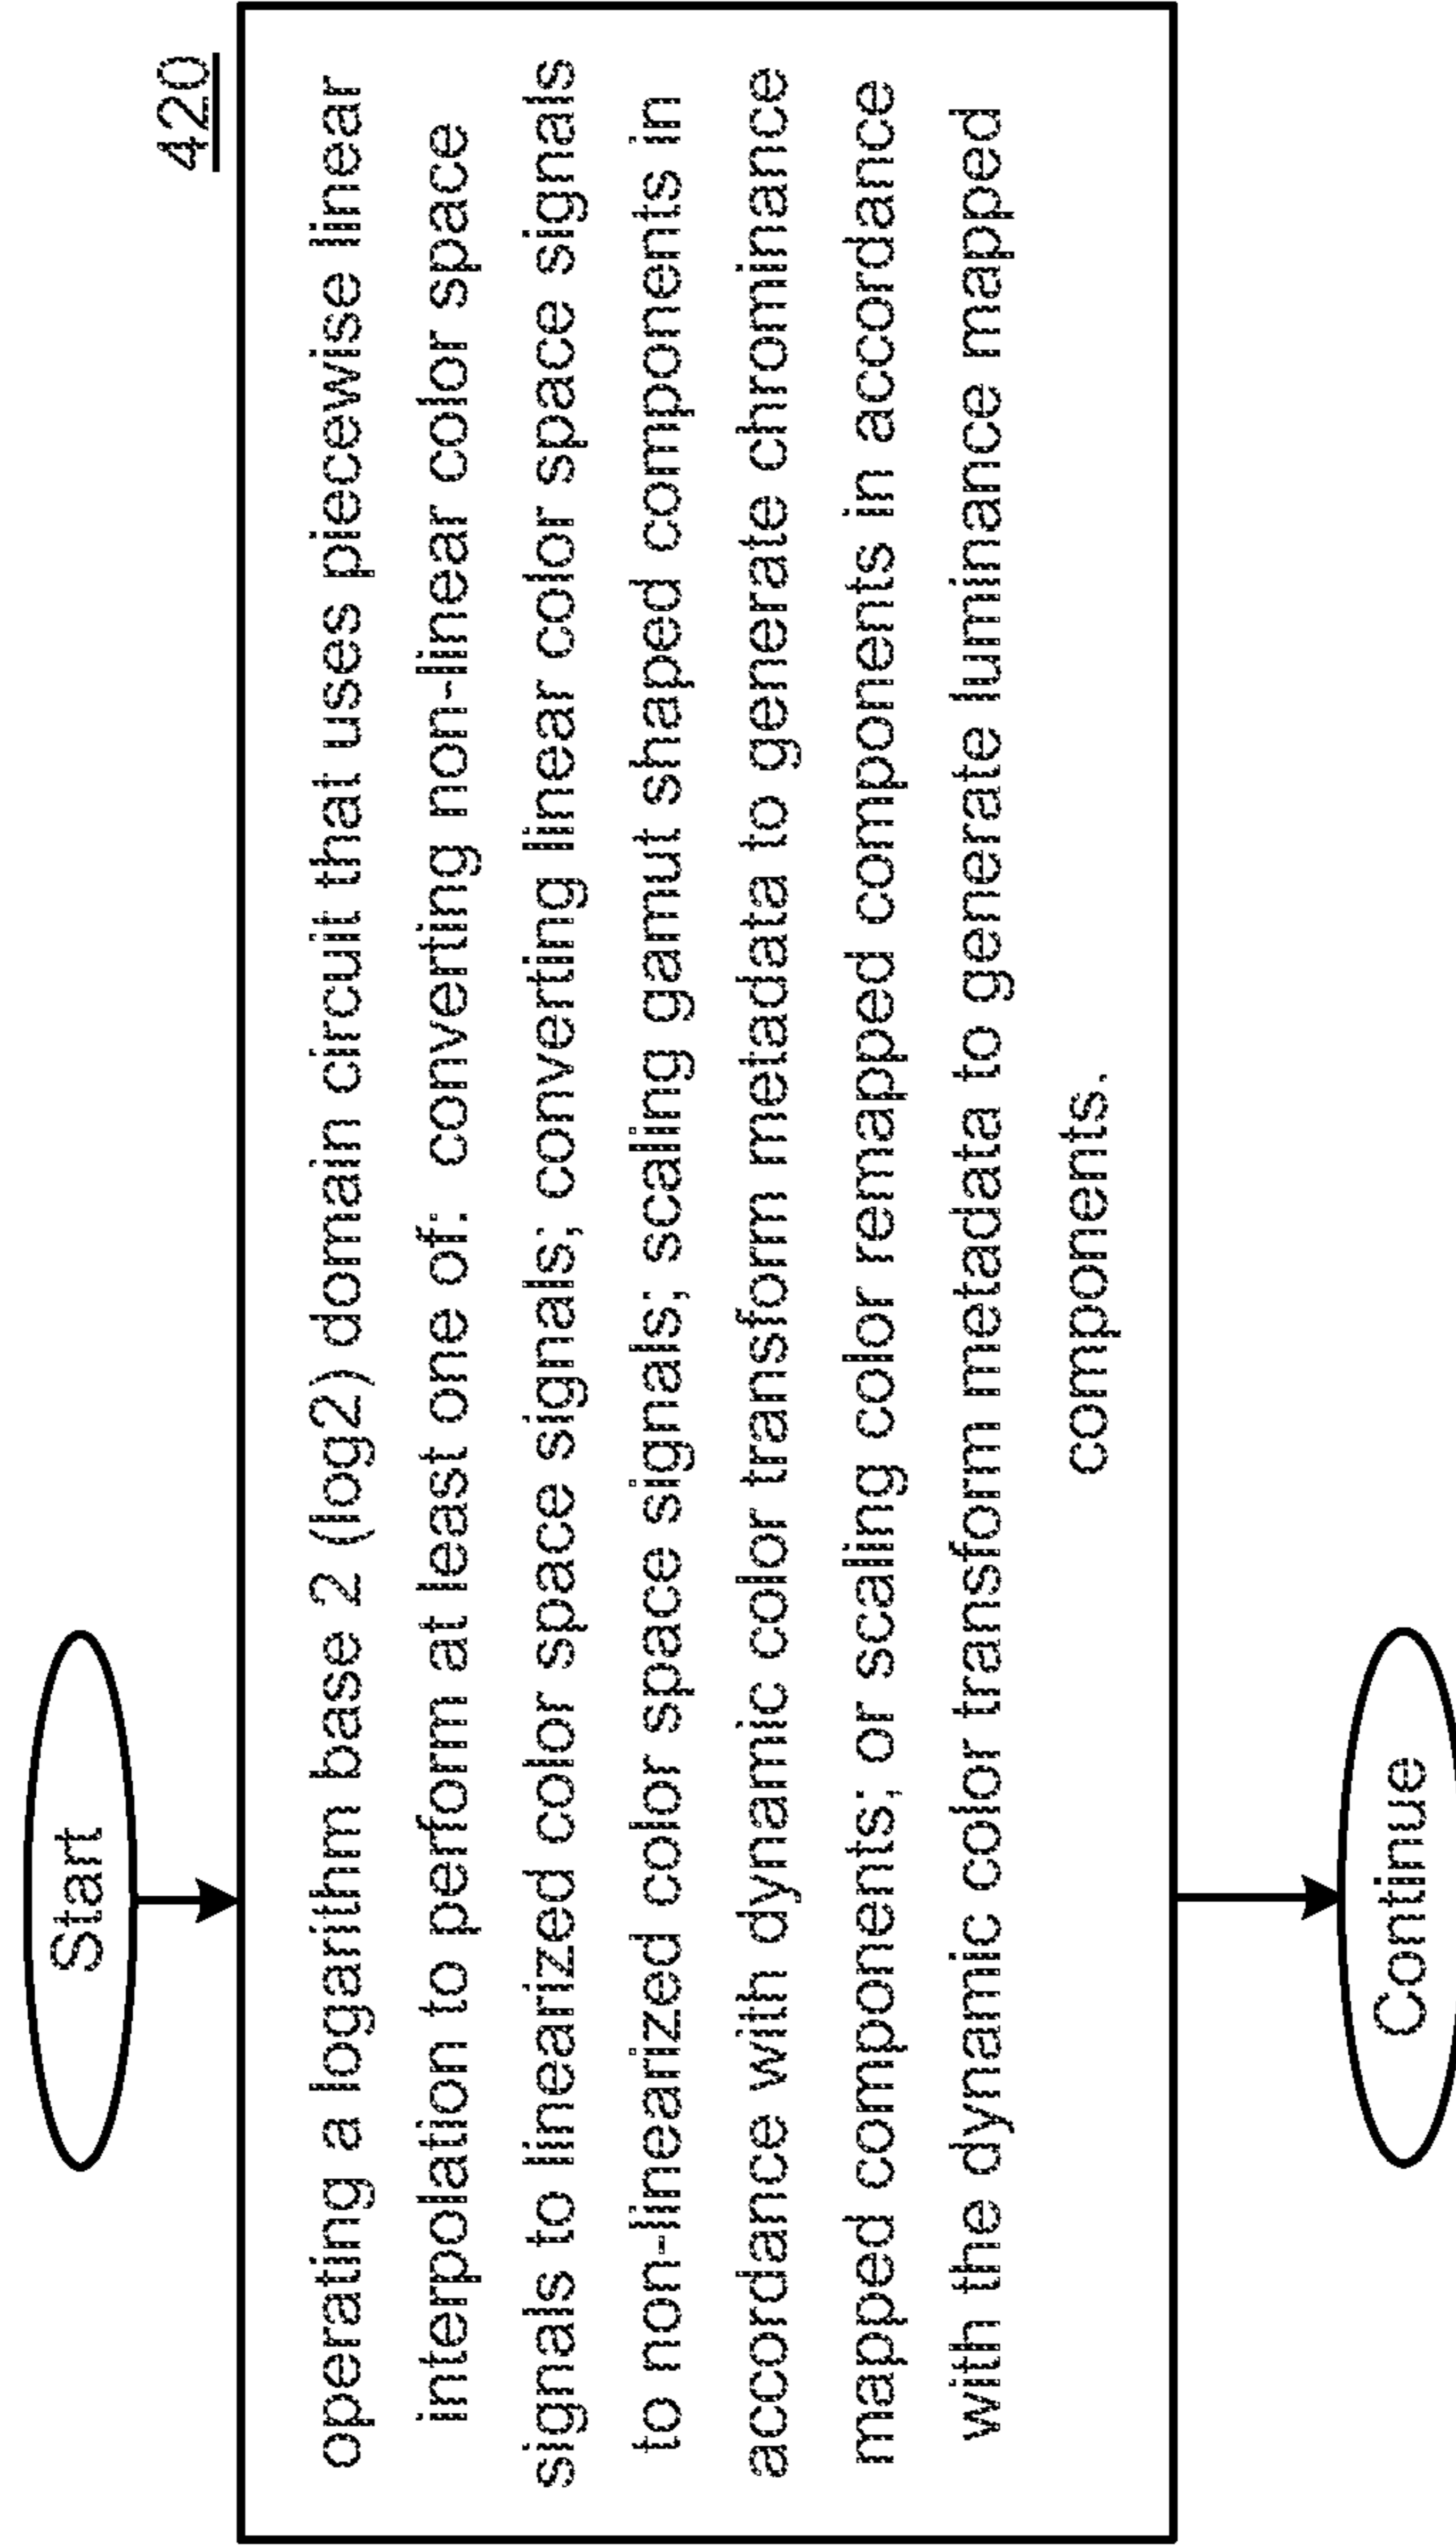 Start
420
operating a logarithm base 2 (log2) domain circuit that uses piecewise linear
interpolation to perform at least one of: converting non-linear color space
signals to linearized color space signals; converting linear color space signals
to non-linearized color space signals; scaling gamut shaped components in
accordance with dynamic color transform metadata to generate chrominance
mapped components; or scaling color remapped components in accordance
with the dynamic color transform metadata to generate luminance mapped
components.
Continue